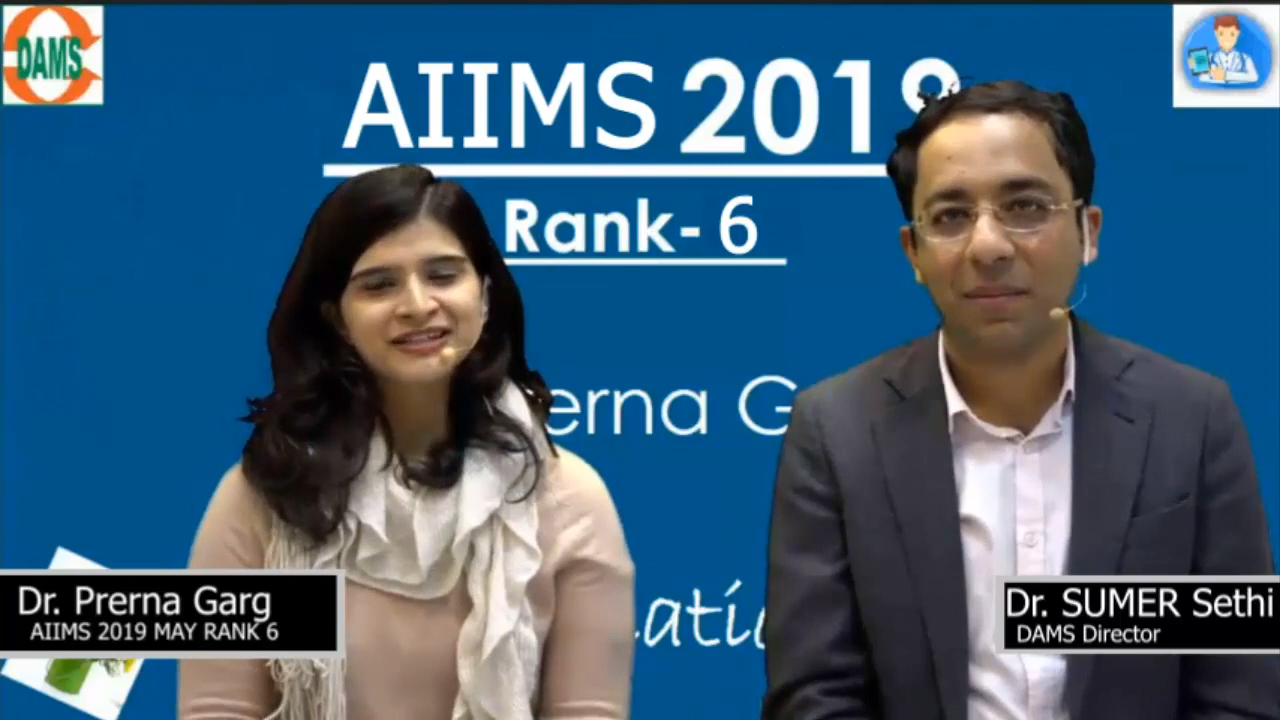 DAMS
AIIMS 2019
Rank- 6
erna G
atio
Dr. Prerna Garg
AIIMS 2019 MAY RANK 6
Dr. SUMER Sethi
DAMS Director